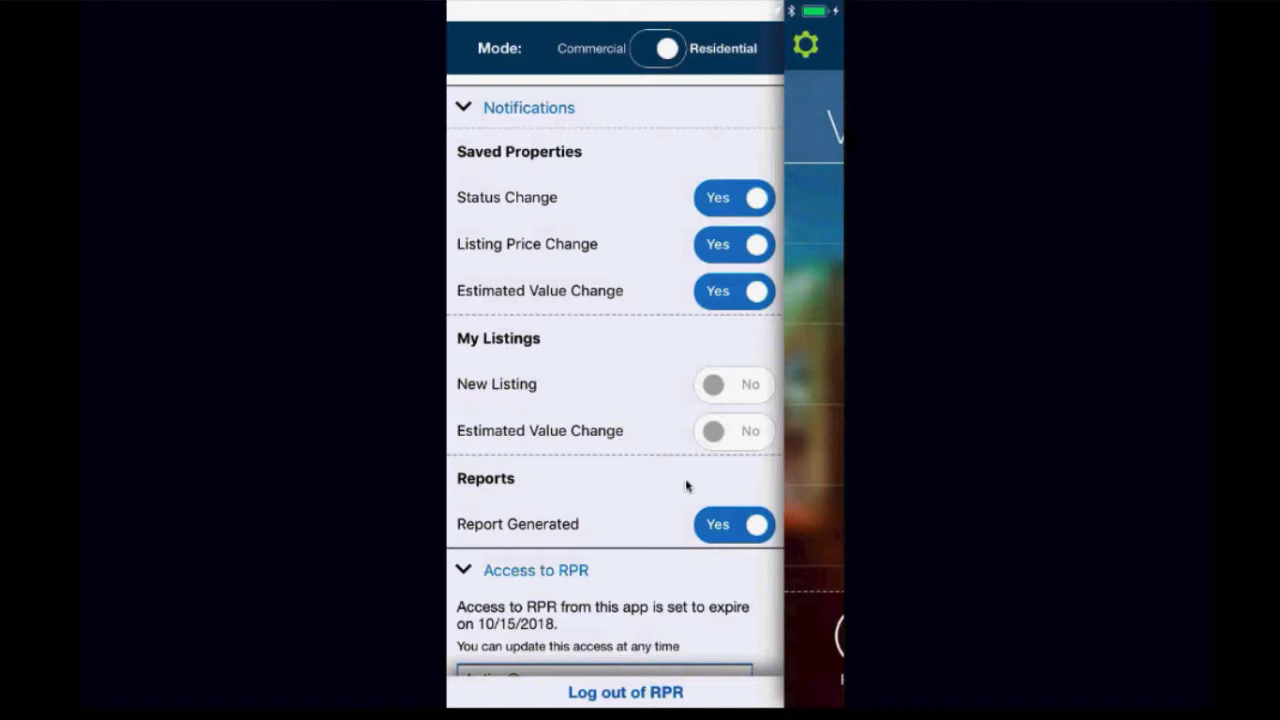 Mode: Commercial Residential
Notifications
Saved Properties
Status Change Yes
Listing Price Change Yes
Estimated Value Change Yes
My Listings
New Listing No
Estimated Value Change No
Reports
Report Generated Yes
Access to RPR
Access to RPR from this app is set to expire
on 10/15/2018.
You can update this access at any time
Log out of RPR